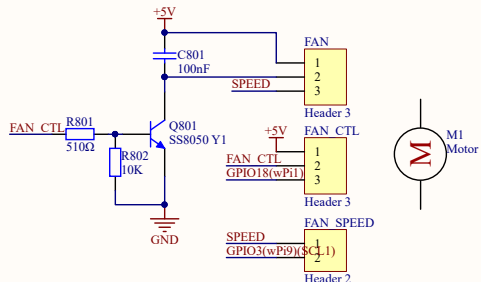 +5V
FAN
C801
100nF
1
2
SPEED
3
Header 3
R801
FAN_CTL
510Ω
Q801
SS8050 Y1
R802
10K
GND
+5V
FAN_CTL
1
FAN_CTL
2
GPIO18(wPi1)
3
Header 3
M
M1
Motor
FAN_SPEED
SPEED
1
GPIO3(wPi9)(SCL1)
2
Header 2